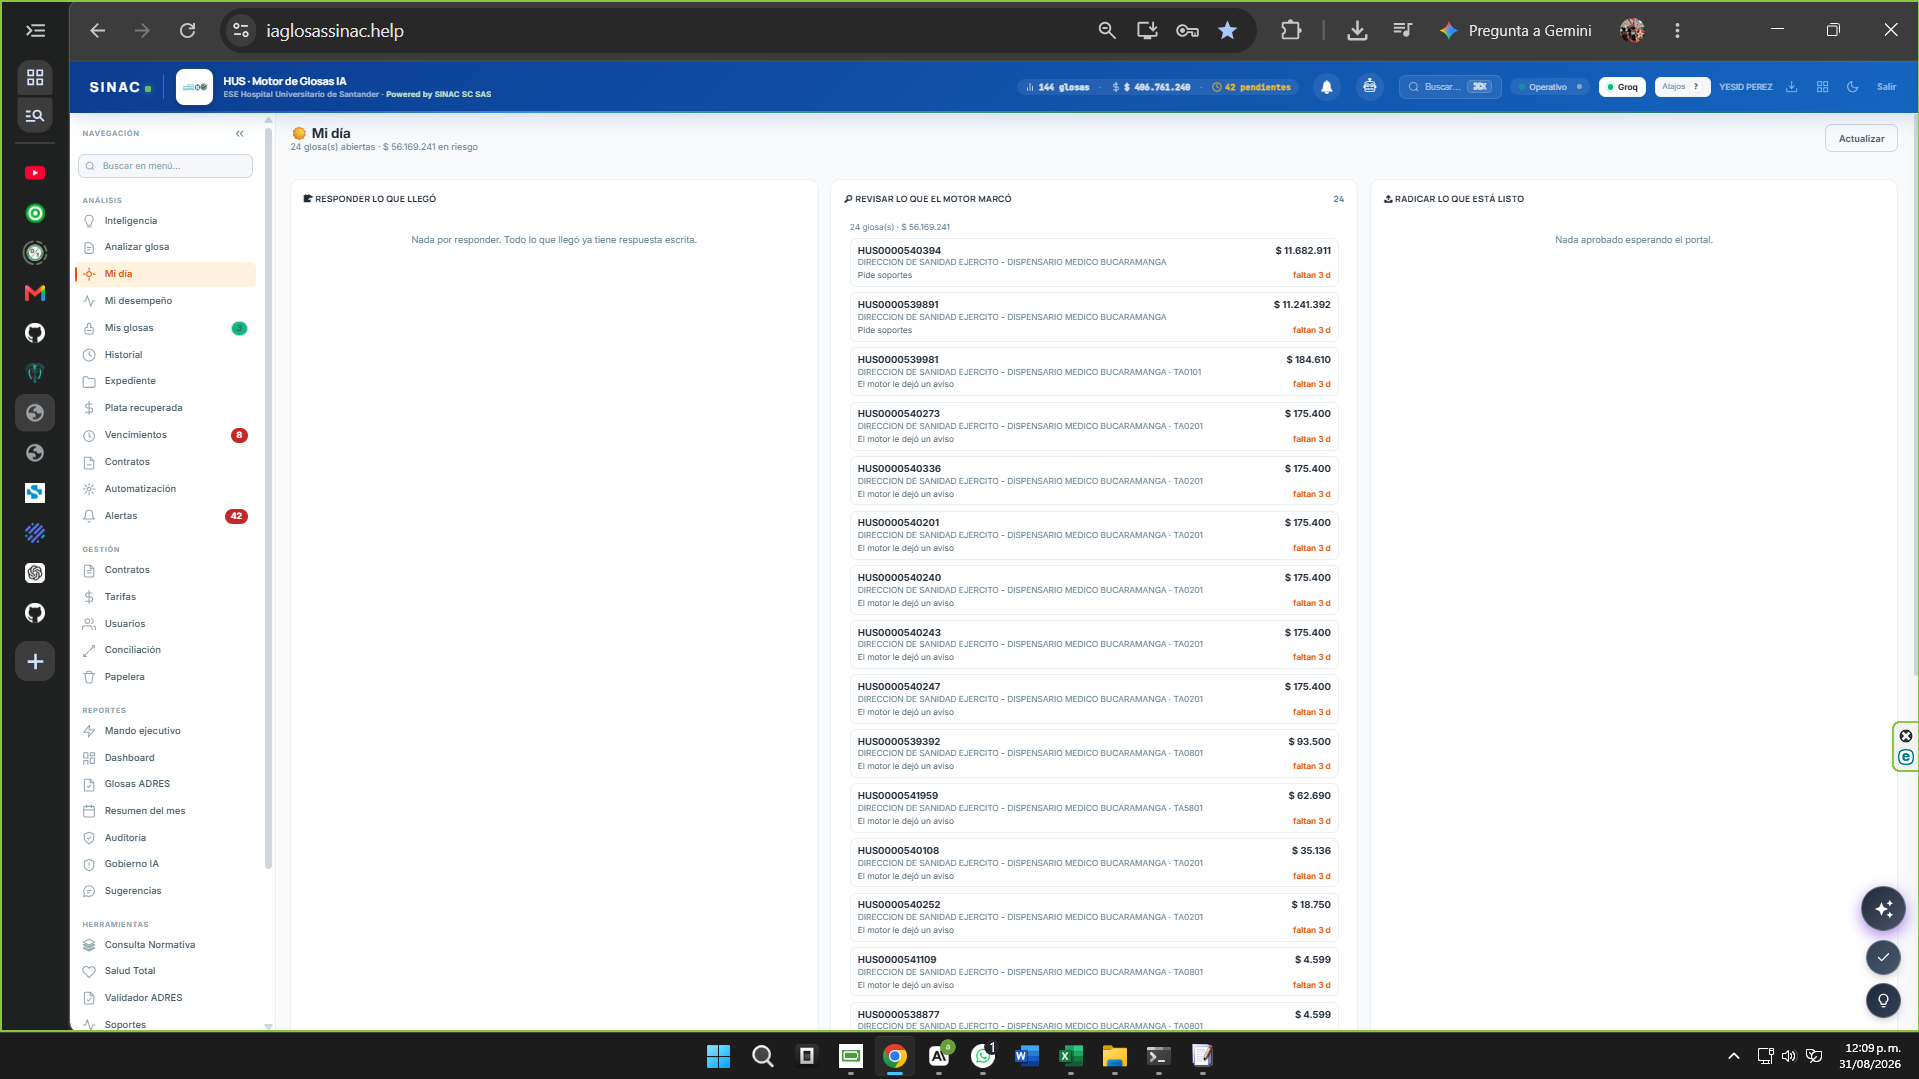 iaglosassinac.help
Pregunta a Gemini
SINAC
HUS · Motor de Glosas IA
ESE Hospital Universitario de Santander · Powered by SINAC SC SAS
144 glosas · $ $ 406.761.240 · 42 pendientes
Buscar... ⌘K
Operativo
Groq
Atajos ?
YESID PEREZ
Salir
NAVEGACIÓN
Buscar en menú...
ANÁLISIS
Inteligencia
Analizar glosa
Mi día
Mi desempeño
Mis glosas 3
Historial
Expediente
Plata recuperada
Vencimientos 8
Contratos
Automatización
Alertas 42
GESTIÓN
Contratos
Tarifas
Usuarios
Conciliación
Papelera
REPORTES
Mando ejecutivo
Dashboard
Glosas ADRES
Resumen del mes
Auditoría
Gobierno IA
Sugerencias
HERRAMIENTAS
Consulta Normativa
Salud Total
Validador ADRES
Soportes
Mi día
24 glosa(s) abiertas · $ 56.169.241 en riesgo
Actualizar
RESPONDER LO QUE LLEGÓ
Nada por responder. Todo lo que llegó ya tiene respuesta escrita.
REVISAR LO QUE EL MOTOR MARCÓ 24
24 glosa(s) · $ 56.169.241
HUS0000540394 $ 11.682.911
DIRECCION DE SANIDAD EJERCITO - DISPENSARIO MEDICO BUCARAMANGA
Pide soportes faltan 3 d
HUS0000539891 $ 11.241.392
DIRECCION DE SANIDAD EJERCITO - DISPENSARIO MEDICO BUCARAMANGA
Pide soportes faltan 3 d
HUS0000539981 $ 184.610
DIRECCION DE SANIDAD EJERCITO - DISPENSARIO MEDICO BUCARAMANGA · TA0101
El motor le dejó un aviso faltan 3 d
HUS0000540273 $ 175.400
DIRECCION DE SANIDAD EJERCITO - DISPENSARIO MEDICO BUCARAMANGA · TA0201
El motor le dejó un aviso faltan 3 d
HUS0000540336 $ 175.400
DIRECCION DE SANIDAD EJERCITO - DISPENSARIO MEDICO BUCARAMANGA · TA0201
El motor le dejó un aviso faltan 3 d
HUS0000540201 $ 175.400
DIRECCION DE SANIDAD EJERCITO - DISPENSARIO MEDICO BUCARAMANGA · TA0201
El motor le dejó un aviso faltan 3 d
HUS0000540240 $ 175.400
DIRECCION DE SANIDAD EJERCITO - DISPENSARIO MEDICO BUCARAMANGA · TA0201
El motor le dejó un aviso faltan 3 d
HUS0000540243 $ 175.400
DIRECCION DE SANIDAD EJERCITO - DISPENSARIO MEDICO BUCARAMANGA · TA0201
El motor le dejó un aviso faltan 3 d
HUS0000540247 $ 175.400
DIRECCION DE SANIDAD EJERCITO - DISPENSARIO MEDICO BUCARAMANGA · TA0201
El motor le dejó un aviso faltan 3 d
HUS0000539392 $ 93.500
DIRECCION DE SANIDAD EJERCITO - DISPENSARIO MEDICO BUCARAMANGA · TA0801
El motor le dejó un aviso faltan 3 d
HUS0000541959 $ 62.690
DIRECCION DE SANIDAD EJERCITO - DISPENSARIO MEDICO BUCARAMANGA · TA5801
El motor le dejó un aviso faltan 3 d
HUS0000540108 $ 35.136
DIRECCION DE SANIDAD EJERCITO - DISPENSARIO MEDICO BUCARAMANGA · TA0201
El motor le dejó un aviso faltan 3 d
HUS0000540252 $ 18.750
DIRECCION DE SANIDAD EJERCITO - DISPENSARIO MEDICO BUCARAMANGA · TA0201
El motor le dejó un aviso faltan 3 d
HUS0000541109 $ 4.599
DIRECCION DE SANIDAD EJERCITO - DISPENSARIO MEDICO BUCARAMANGA · TA0801
El motor le dejó un aviso faltan 3 d
HUS0000538877 $ 4.599
DIRECCION DE SANIDAD EJERCITO - DISPENSARIO MEDICO BUCARAMANGA · TA0801
RADICAR LO QUE ESTÁ LISTO
Nada aprobado esperando el portal.
12:09 p. m.
31/08/2026